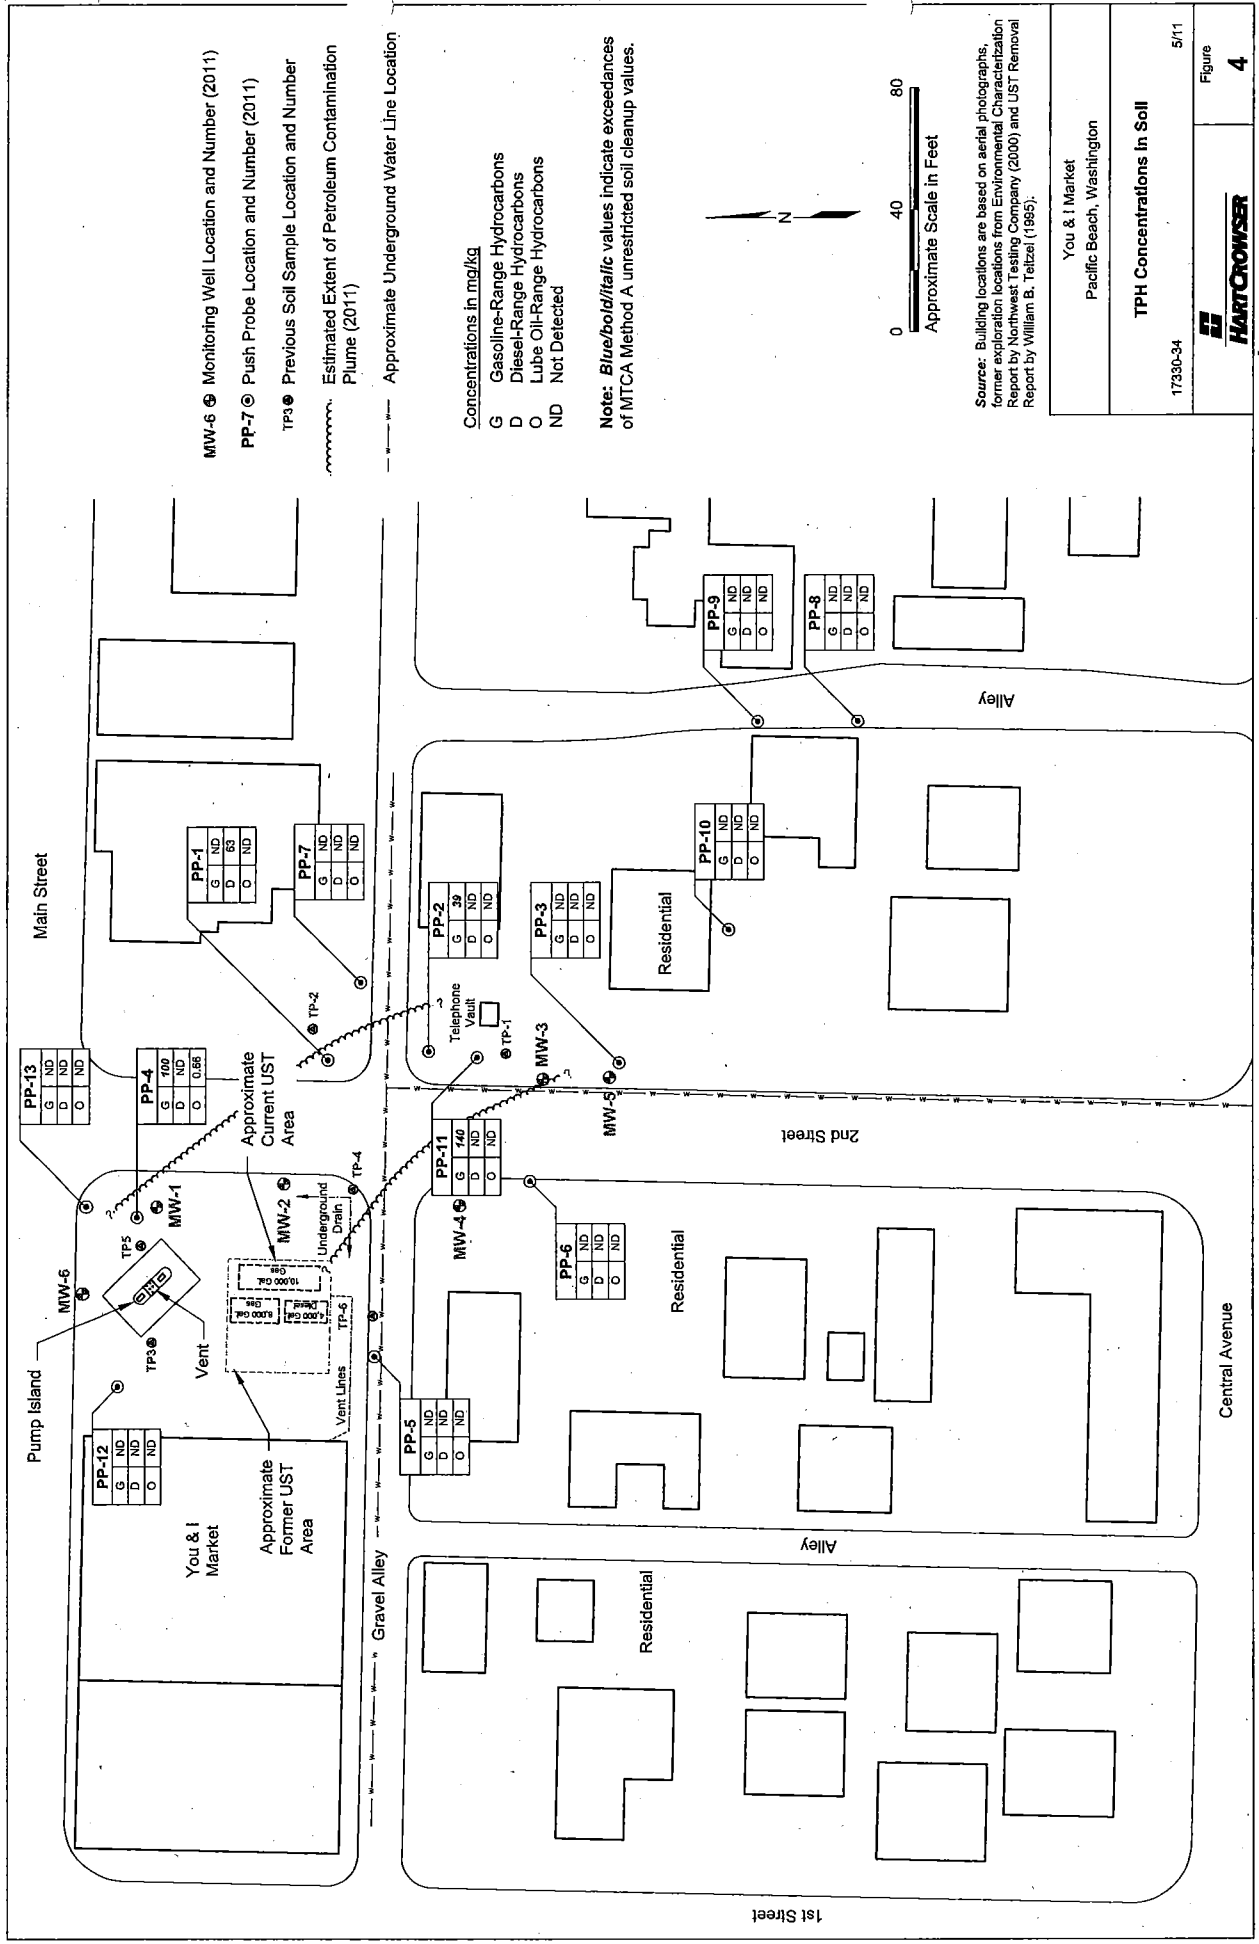 Main Street
Pump Island
MW-6
PP-13
G ND
D ND
O ND
PP-12
G ND
D ND
O ND
TP3
TP5
PP-4
G 100
D ND
O 0.66
MW-1
Vent
You & I
Market
PP-1
G ND
D 63
O ND
Approximate
Current UST
Area
8,000 Gal.
Gas
10,000 Gal.
Gas
4,000 Gal.
Diesel
MW-2
Approximate
Former UST
Area
PP-7
G ND
D ND
O ND
TP-2
Underground
Drain
TP-4
TP-6
Vent Lines
?
?
Gravel Alley
PP-5
G ND
D ND
O ND
PP-2
G 39
D ND
O ND
?
PP-11
G 140
D ND
O ND
MW-4
Telephone
Vault
TP-1
MW-3
?
PP-3
G ND
D ND
O ND
PP-6
G ND
D ND
O ND
MW-5
Residential
Residential
Residential
PP-10
G ND
D ND
O ND
PP-9
G ND
D ND
O ND
PP-8
G ND
D ND
O ND
1st Street
Alley
2nd Street
Alley
Central Avenue
MW-6 Monitoring Well Location and Number (2011)
PP-7 Push Probe Location and Number (2011)
TP3 Previous Soil Sample Location and Number
Estimated Extent of Petroleum Contamination
Plume (2011)
w Approximate Underground Water Line Location
Concentrations in mg/kg
G Gasoline-Range Hydrocarbons
D Diesel-Range Hydrocarbons
O Lube Oil-Range Hydrocarbons
ND Not Detected
Note: Blue/bold/italic values indicate exceedances
of MTCA Method A unrestricted soil cleanup values.
N
0 40 80
Approximate Scale in Feet
Source: Building locations are based on aerial photographs,
former exploration locations from Environmental Characterization
Report by Northwest Testing Company (2000) and UST Removal
Report by William B. Teitzel (1995).
You & I Market
Pacific Beach, Washington
TPH Concentrations in Soil
17330-34 5/11
HARTCROWSER
Figure
4